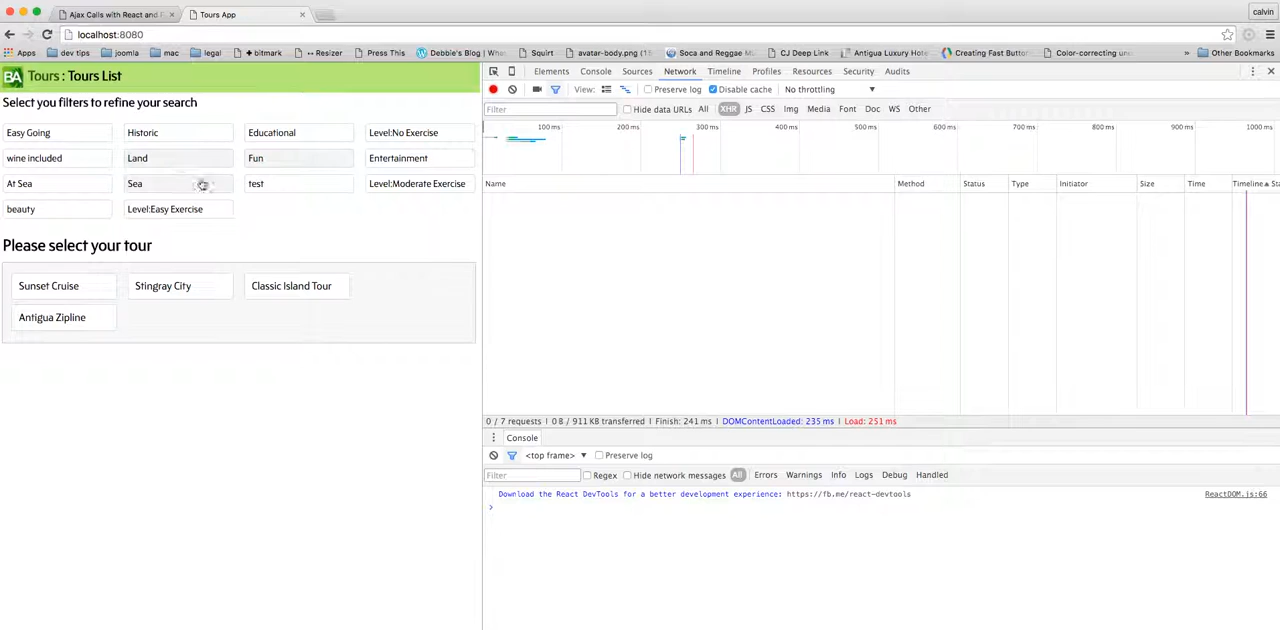 Ajax Calls with React and F
Tours App
calvin
localhost:8080
Apps dev tips joomla mac legal + bitmark ↔ Resizer Press This Debbie's Blog | Squirt avatar-body.png Soca and Reggae CJ Deep Link Antigua Luxury Creating Fast Color-correcting » Other Bookmarks
BA Tours : Tours List
Select you filters to refine your search
Easy Going Historic Educational Level:No Exercise
wine included Land Fun Entertainment
At Sea Sea test Level:Moderate Exercise
beauty Level:Easy Exercise
Please select your tour
Sunset Cruise Stingray City Classic Island Tour
Antigua Zipline
Elements Console Sources Network Timeline Profiles Resources Security Audits
View: Preserve log Disable cache No throttling
Filter Hide data URLs All XHR JS CSS Img Media Font Doc WS Other
100 ms 200 ms 300 ms 400 ms 500 ms 600 ms 700 ms 800 ms 900 ms 1000 ms
Name Method Status Type Initiator Size Time Timeline
0 / 7 requests | 0 B / 911 KB transferred | Finish: 241 ms | DOMContentLoaded: 235 ms | Load: 251 ms
Console
<top frame> Preserve log
Filter Regex Hide network messages All Errors Warnings Info Logs Debug Handled
Download the React DevTools for a better development experience: https://fb.me/react-devtools ReactDOM.js:66
>